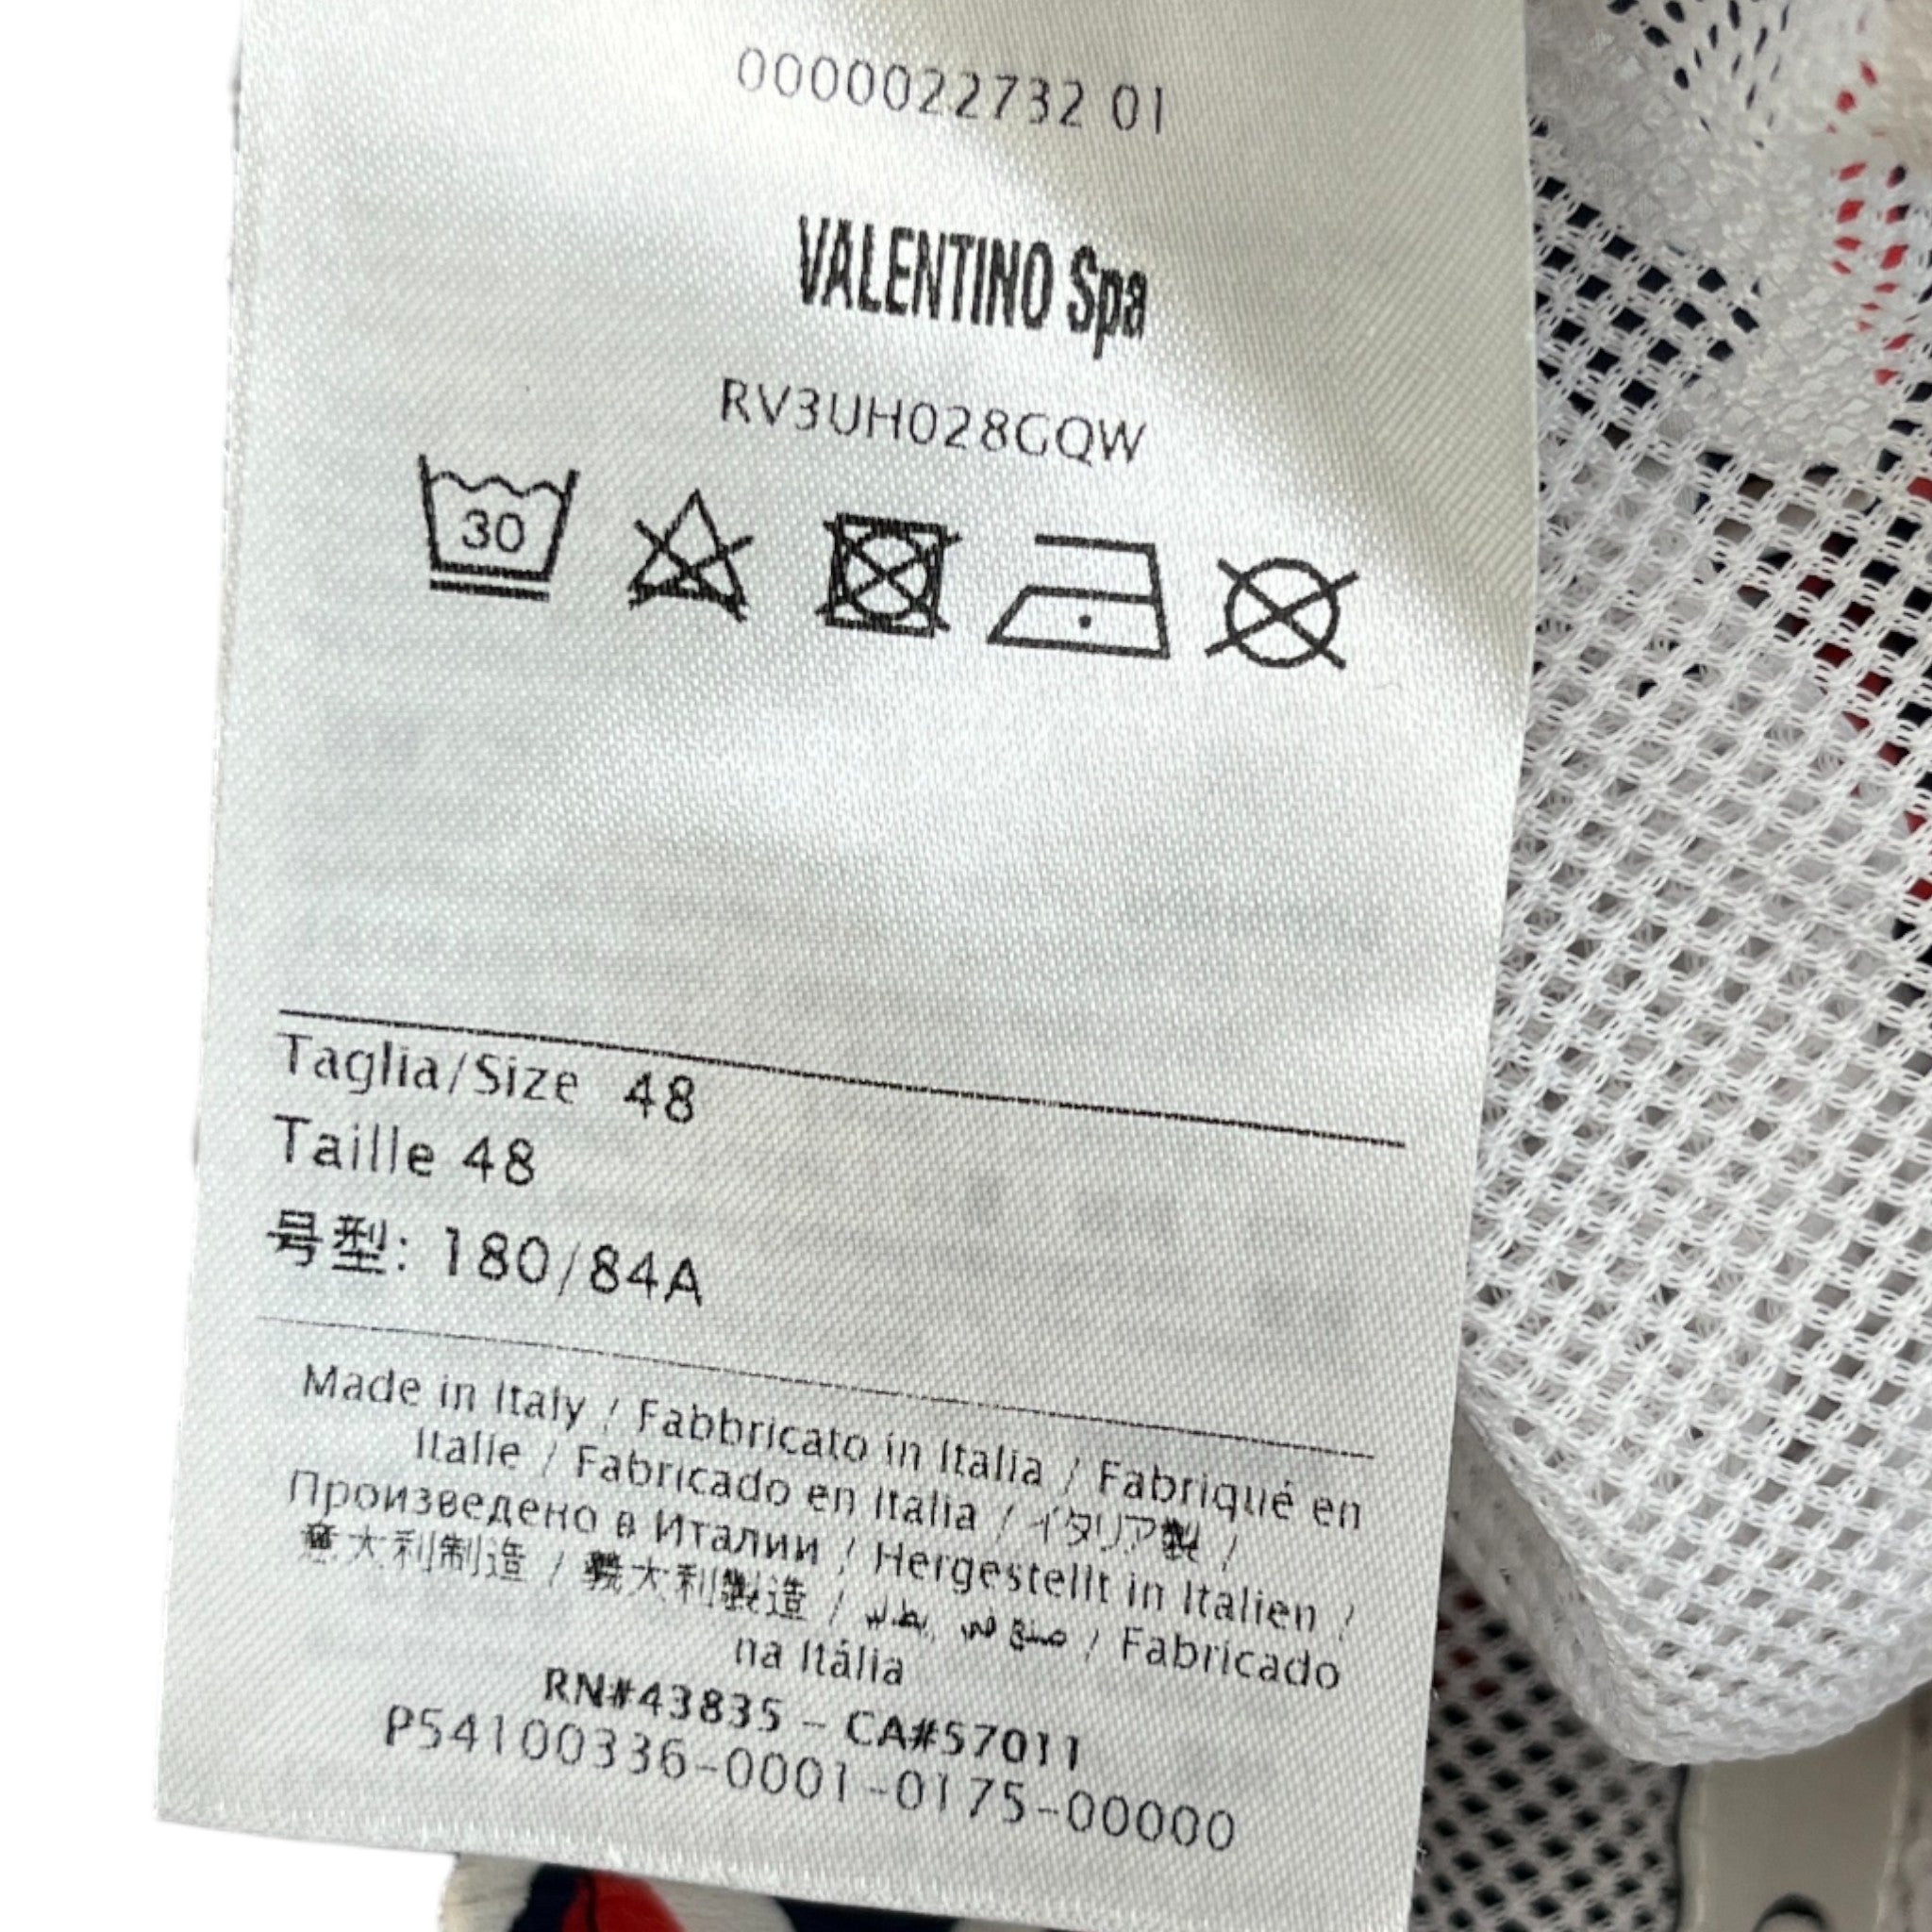 0000022732 01
VALENTINO Spa
RV3UH028GQW
30
Taglia/Size 48
Taille 48
号型: 180/84A
Made in Italy / Fabbricato in Italia / Fabriqué en
Italie / Fabricado en Italia / イタリア製 /
Произведено в Италии / Hergestellt in Italien /
意大利制造 / 義大利製造 / صنع في / Fabricado
na Itália
RN#43835 - CA#57011
P54100336-0001-0175-00000